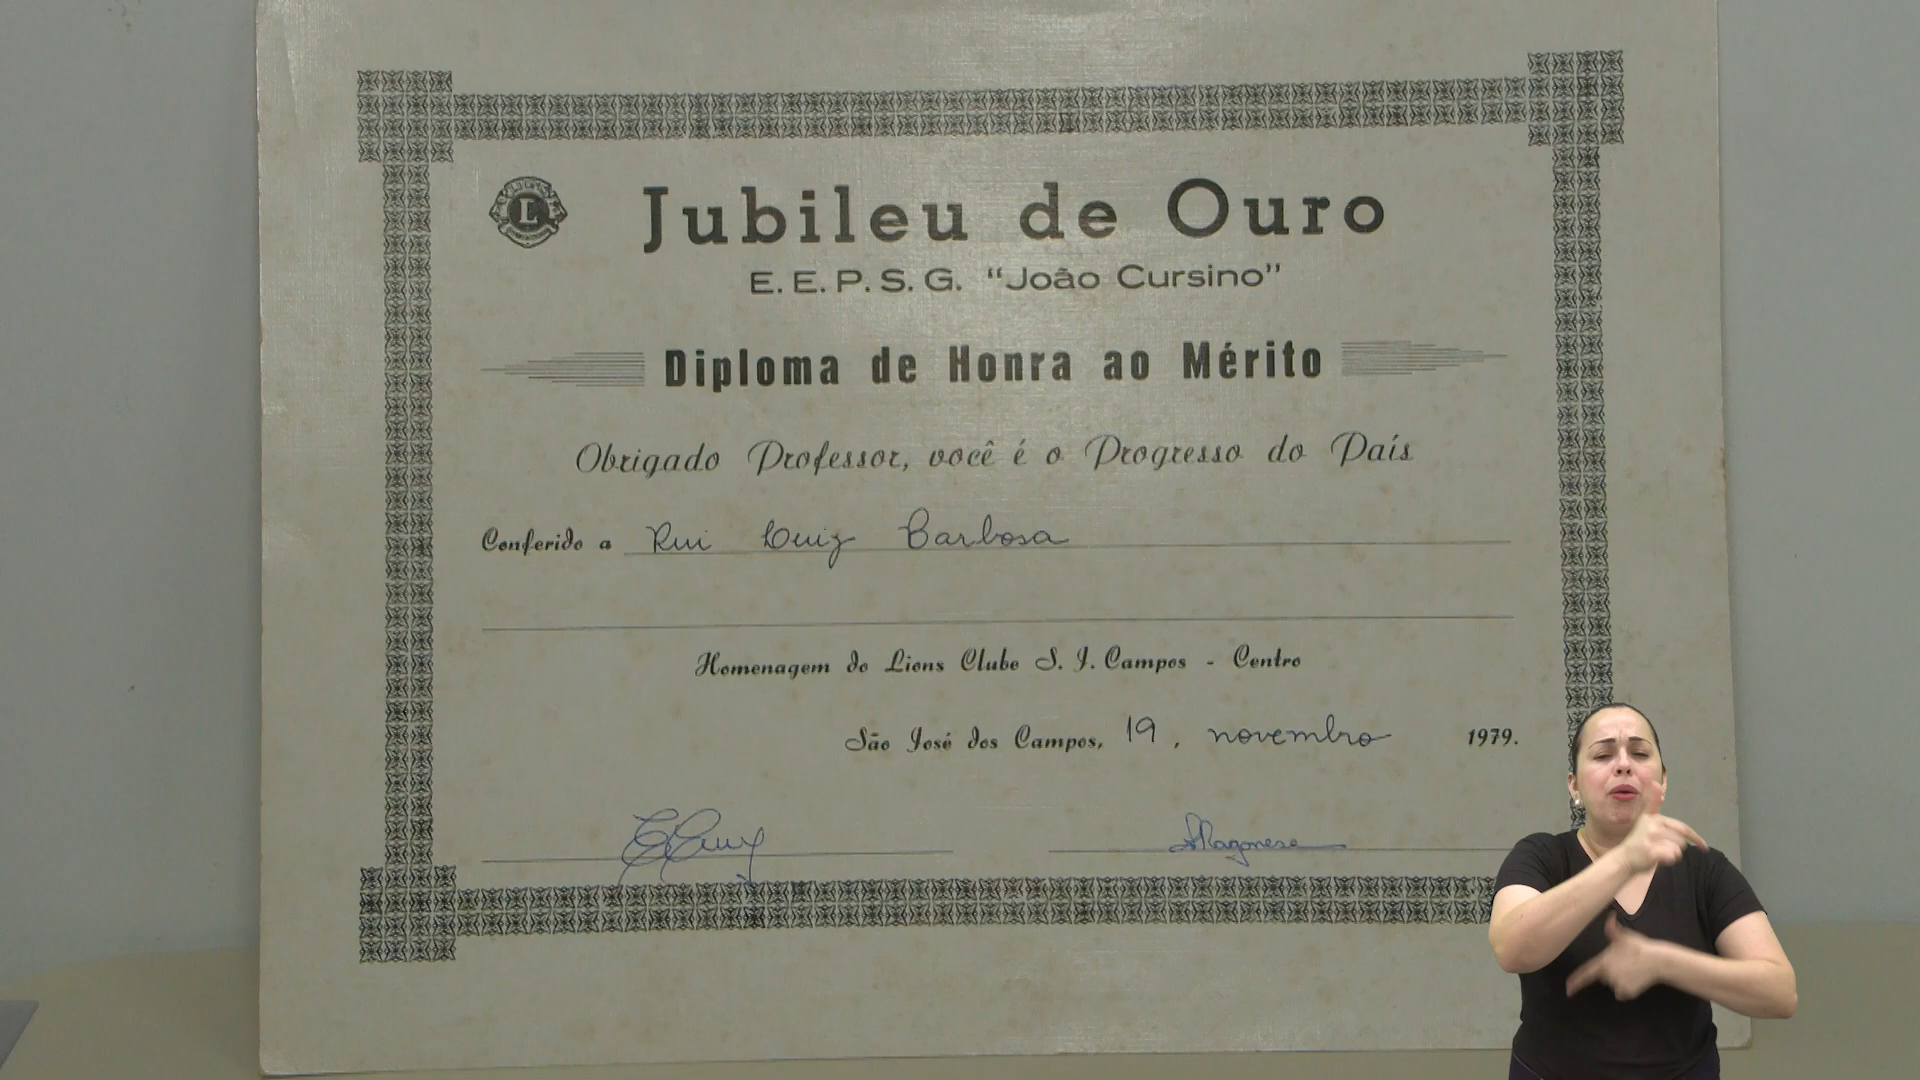 Jubileu de Ouro
E. E. P. S. G. "João Cursino"
Diploma de Honra ao Mérito
Obrigado Professor, você é o Progresso do País
Conferido a Rui Luiz Barbosa
Homenagem do Lions Clube S. J. Campos - Centro
São José dos Campos, 19, novembro 1979.